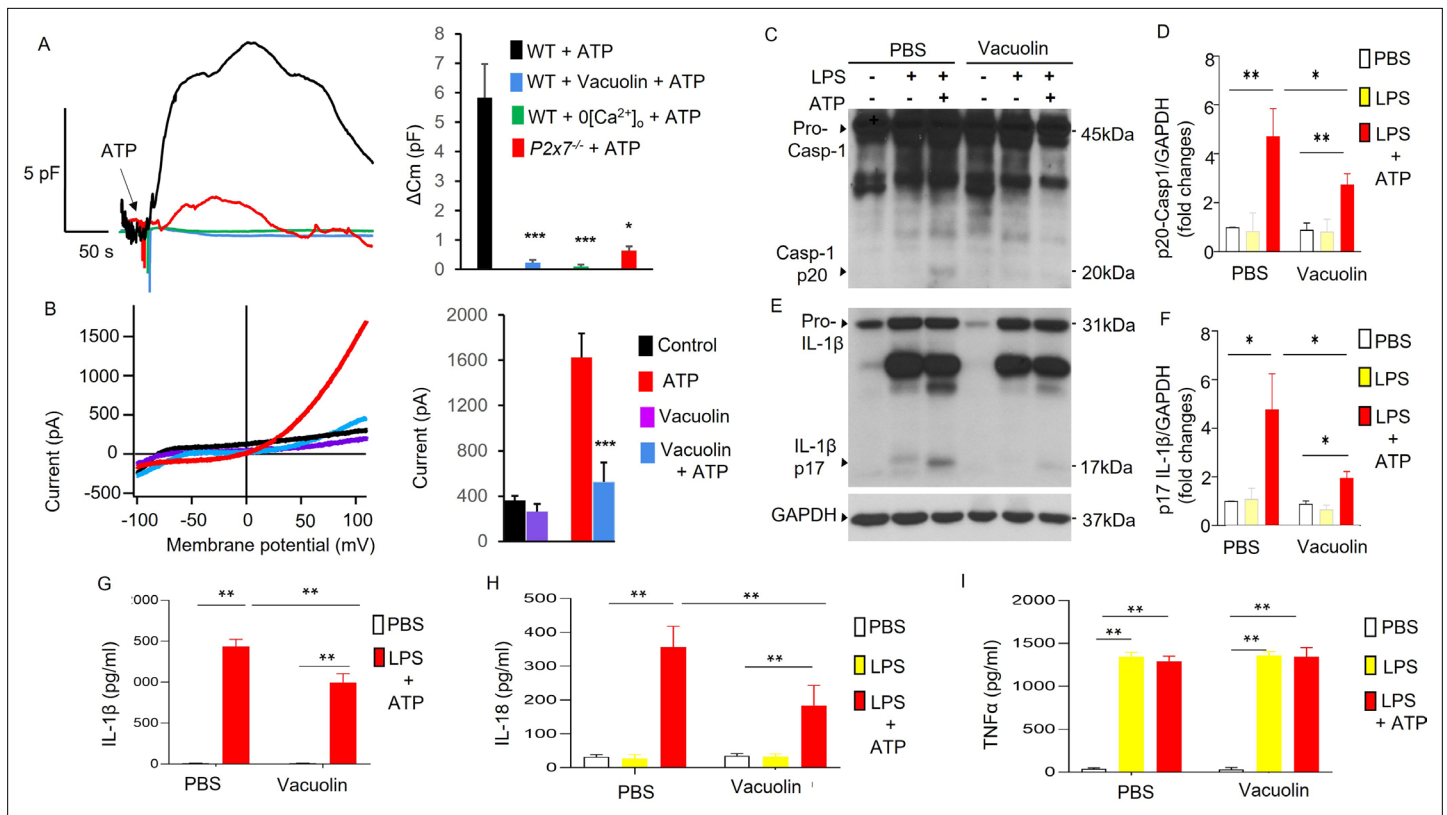 A
ATP
5 pF
50 s
ΔCm (pF)
8
7
6
5
4
3
2
1
0
WT + ATP
WT + Vacuolin + ATP
WT + 0[Ca²⁺]ₒ + ATP
P2x7⁻/⁻ + ATP
***
***
*
B
Current (pA)
1500
1000
500
0
-500
-100
-50
0
50
100
Membrane potential (mV)
Current (pA)
2000
1600
1200
800
400
0
Control
ATP
Vacuolin
Vacuolin
+ ATP
***
C
PBS
Vacuolin
LPS - + + - + +
ATP - - + - - +
+
Pro-
Casp-1
45kDa
Casp-1
p20
20kDa
D
p20-Casp1/GAPDH
(fold changes)
8
6
4
2
0
**
*
**
PBS
Vacuolin
PBS
LPS
LPS
+
ATP
E
Pro-
IL-1β
31kDa
IL-1β
p17
17kDa
GAPDH
37kDa
F
p17 IL-1β/GAPDH
(fold changes)
8
6
4
2
0
*
*
*
PBS
Vacuolin
PBS
LPS
LPS
+
ATP
G
IL-1β (pg/ml)
000
500
000
500
0
**
**
**
PBS
Vacuolin
PBS
LPS
+
ATP
H
IL-18 (pg/ml)
500
400
300
200
100
0
**
**
**
PBS
Vacuolin
PBS
LPS
LPS
+
ATP
I
TNFα (pg/ml)
2000
1500
1000
500
0
**
**
**
**
PBS
Vacuolin
PBS
LPS
LPS
+ ATP